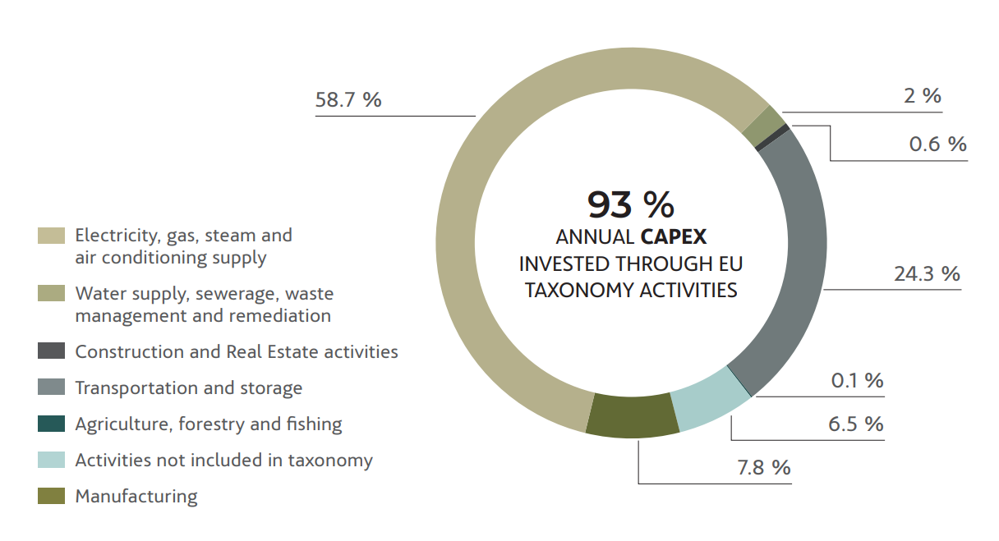 58.7 %
2 %
0.6 %
93 %
ANNUAL CAPEX
INVESTED THROUGH EU
TAXONOMY ACTIVITIES
24.3 %
0.1 %
6.5 %
7.8 %
Electricity, gas, steam and
air conditioning supply
Water supply, sewerage, waste
management and remediation
Construction and Real Estate activities
Transportation and storage
Agriculture, forestry and fishing
Activities not included in taxonomy
Manufacturing